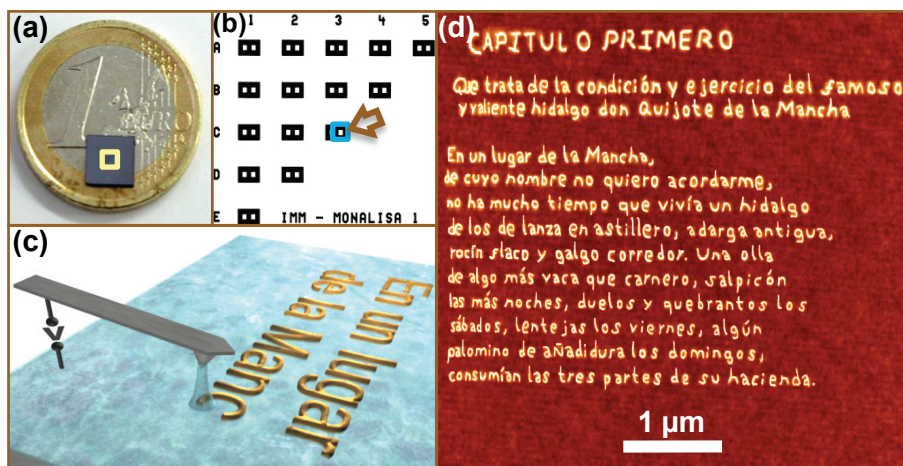 (a)
1
EURO
(b)
1 2 3 4 5
A
B
C
D
E IMM - MONALISA 1
(c)
V
En un lugar
de la Manc
(d)
CAPITULO PRIMERO
Que trata de la condición y ejercicio del famoso
y valiente hidalgo don Quijote de la Mancha
En un lugar de la Mancha,
de cuyo nombre no quiero acordarme,
no ha mucho tiempo que vivía un hidalgo
de los de lanza en astillero, adarga antigua,
rocín flaco y galgo corredor. Una olla
de algo más vaca que carnero, salpicón
las más noches, duelos y quebrantos los
sábados, lentejas los viernes, algún
palomino de añadidura los domingos,
consumían las tres partes de su hacienda.
1 µm